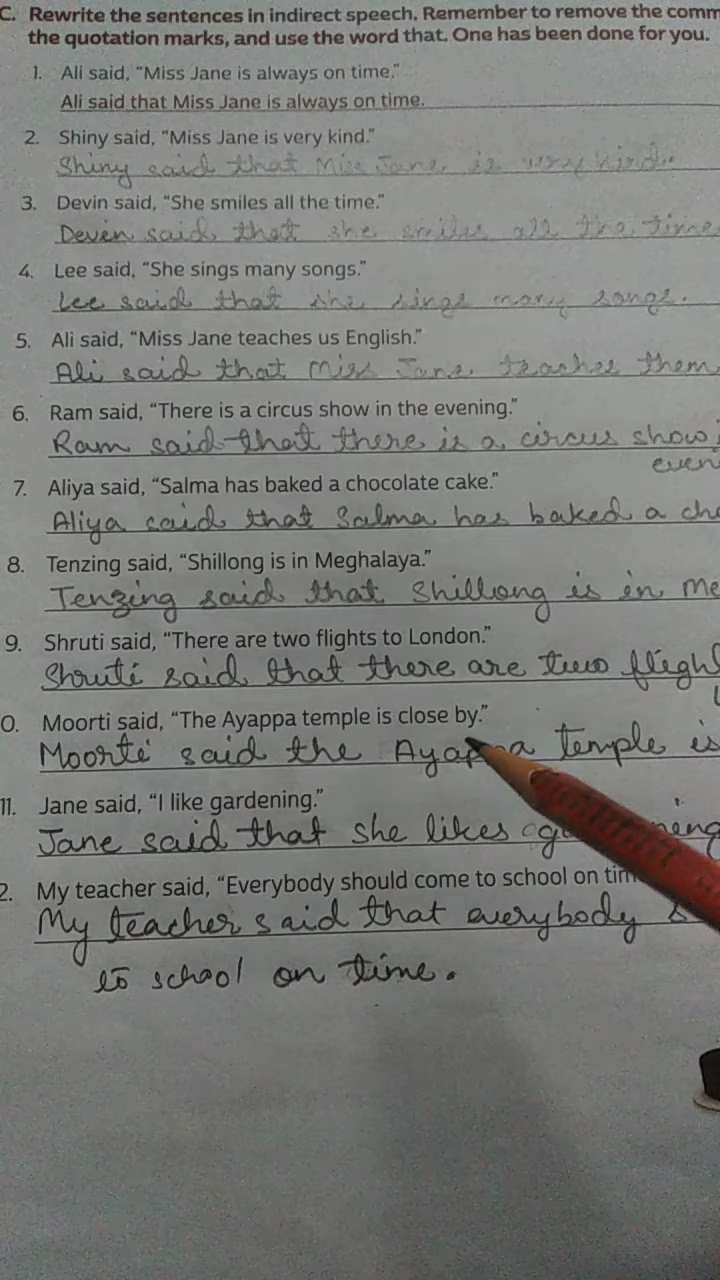 C. Rewrite the sentences in indirect speech. Remember to remove the comm
the quotation marks, and use the word that. One has been done for you.
1. Ali said, “Miss Jane is always on time.”
Ali said that Miss Jane is always on time.
2. Shiny said, “Miss Jane is very kind.”
Shiny said that Miss Jane is very kind.
3. Devin said, “She smiles all the time.”
Deven said that she smiles all the time
4. Lee said, “She sings many songs.”
Lee said that she sings many songs.
5. Ali said, “Miss Jane teaches us English.”
Ali said that Miss Jane teaches them
6. Ram said, “There is a circus show in the evening.”
Ram said that there is a circus show i
even
7. Aliya said, “Salma has baked a chocolate cake.”
Aliya said that Salma has baked a cho
8. Tenzing said, “Shillong is in Meghalaya.”
Tenzing said that Shillong is in Me
9. Shruti said, “There are two flights to London.”
Shruti said that there are two fligh
0. Moorti said, “The Ayappa temple is close by.”
Moorti said the Ayappa temple is
11. Jane said, “I like gardening.”
Jane said that she likes ga ning
2. My teacher said, “Everybody should come to school on tim
My teacher said that everybody s
to school on time.